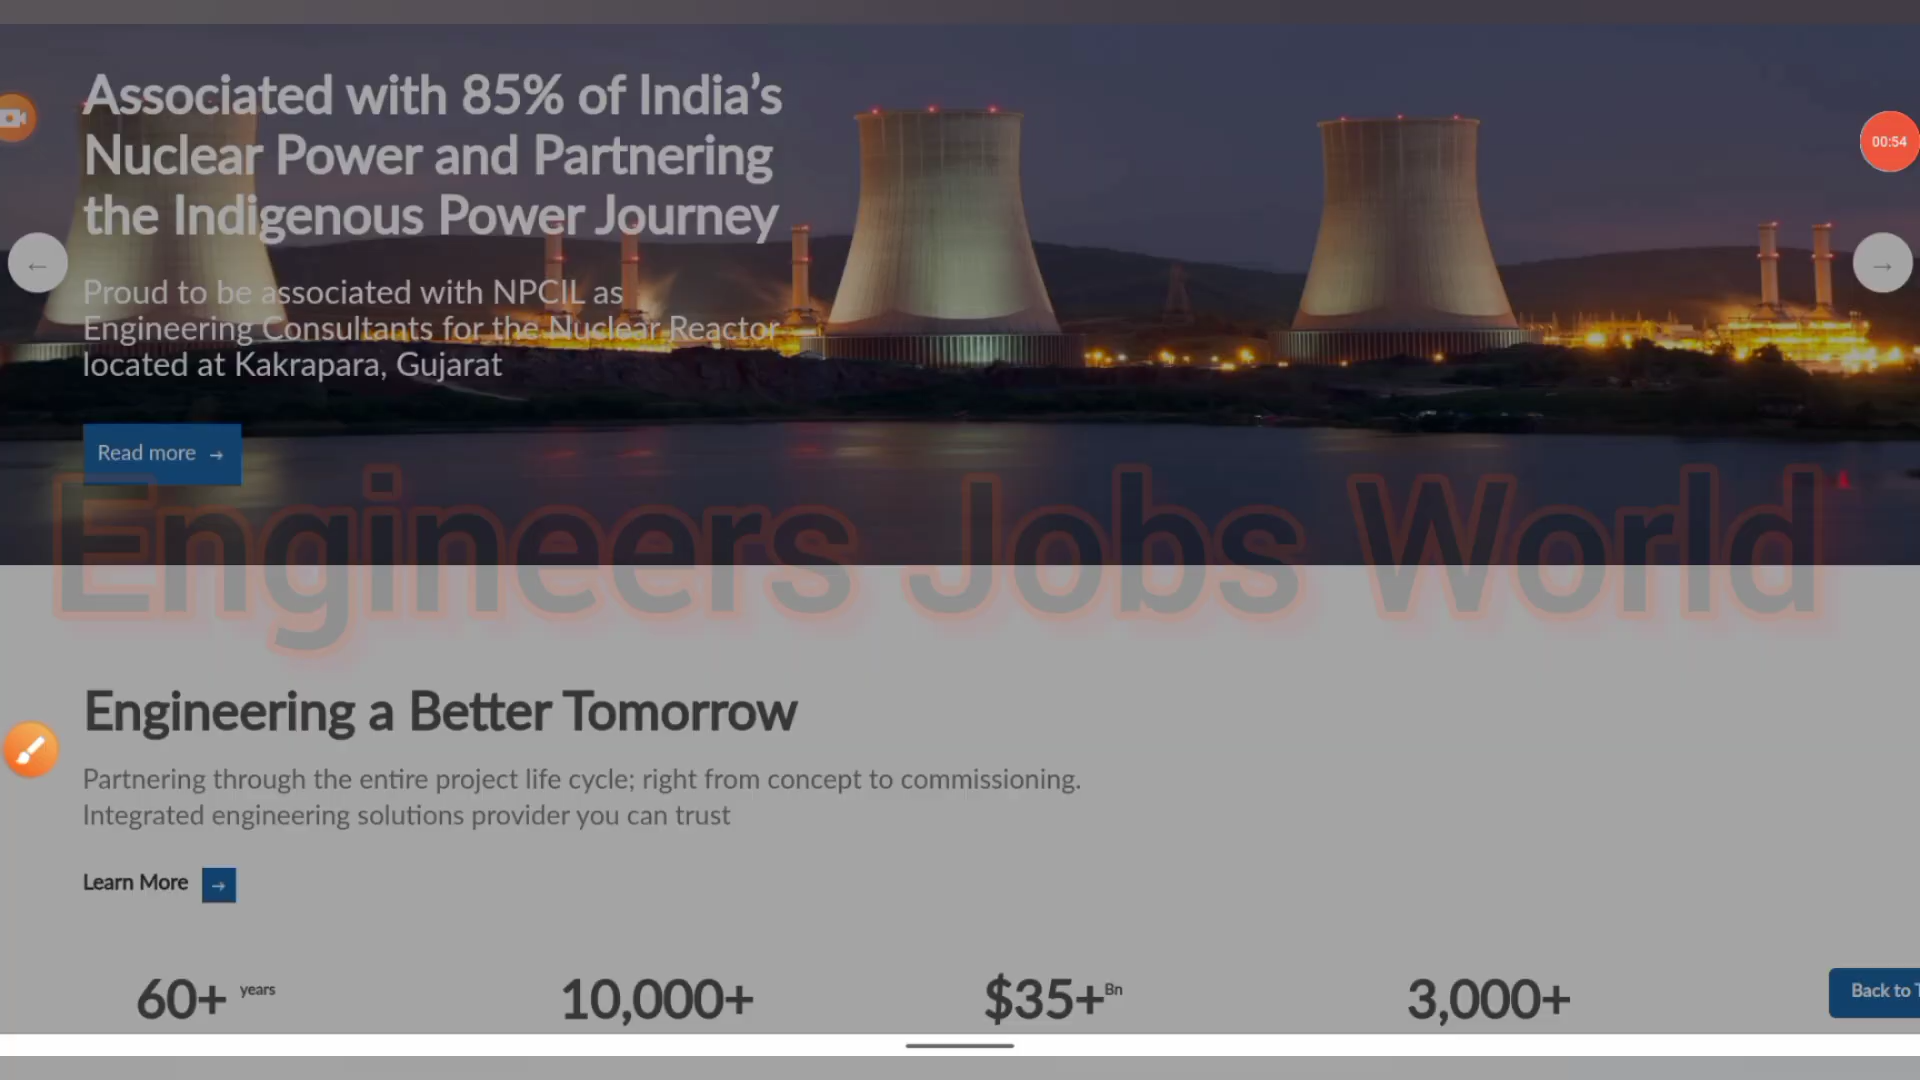 Associated with 85% of India’s
Nuclear Power and Partnering
the Indigenous Power Journey
00:54
←
→
Proud to be associated with NPCIL as
Engineering Consultants for the Nuclear Reactor
located at Kakrapara, Gujarat
Read more →
Engineers Jobs World
Engineering a Better Tomorrow
Partnering through the entire project life cycle; right from concept to commissioning.
Integrated engineering solutions provider you can trust
Learn More →
60+ years
10,000+
$35+Bn
3,000+
Back to T